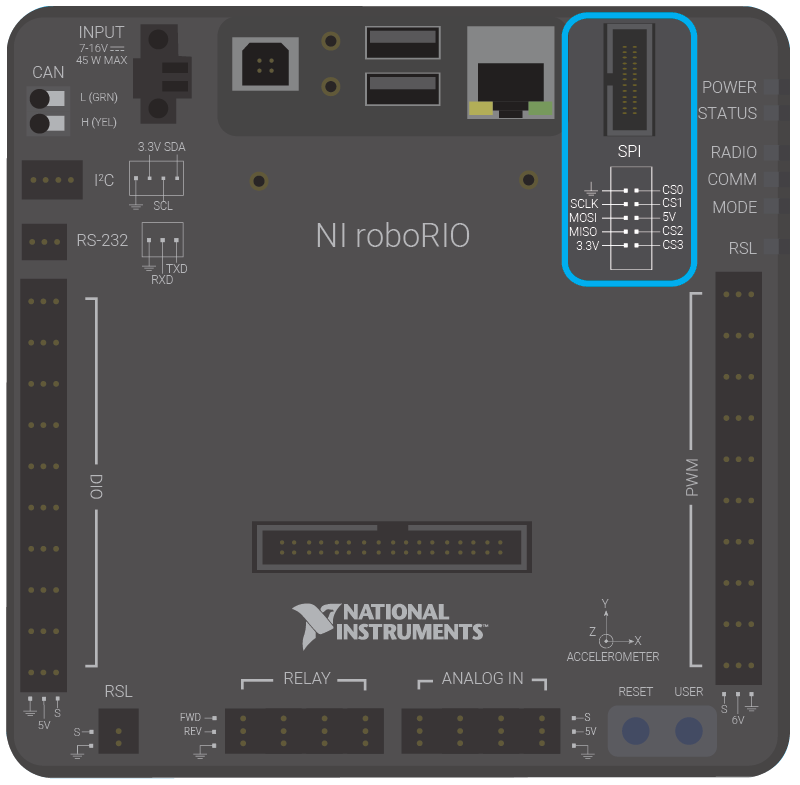 INPUT
7-16V
45 W MAX
CAN
L (GRN)
H (YEL)
POWER
STATUS
SPI
RADIO
COMM
MODE
RSL
CS0
SCLK
CS1
MOSI
5V
MISO
CS2
3.3V
CS3
3.3V SDA
I²C
SCL
RS-232
TXD
RXD
NI roboRIO
DIO
PWM
NATIONAL
INSTRUMENTS™
Y
Z
X
ACCELEROMETER
S
5V
RSL
S
RELAY
FWD
REV
ANALOG IN
S
5V
RESET
USER
S
6V